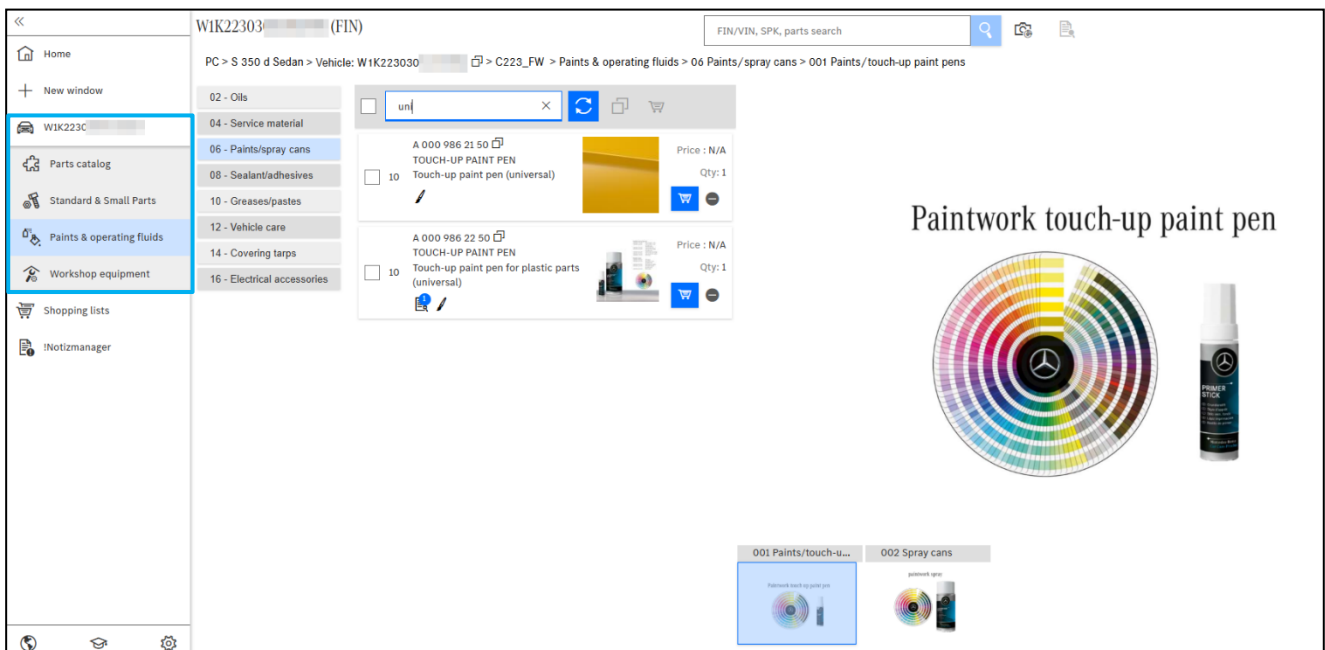 «
W1K22303 (FIN)
FIN/VIN, SPK, parts search
Home
PC > S 350 d Sedan > Vehicle: W1K223030 > C223_FW > Paints & operating fluids > 06 Paints/spray cans > 001 Paints/touch-up paint pens
New window
W1K2230
Parts catalog
Standard & Small Parts
Paints & operating fluids
Workshop equipment
Shopping lists
!Notizmanager
02 - Oils
04 - Service material
06 - Paints/spray cans
08 - Sealant/adhesives
10 - Greases/pastes
12 - Vehicle care
14 - Covering tarps
16 - Electrical accessories
uni
A 000 986 21 50
TOUCH-UP PAINT PEN
10 Touch-up paint pen (universal)
Price : N/A
Qty: 1
A 000 986 22 50
TOUCH-UP PAINT PEN
10 Touch-up paint pen for plastic parts
(universal)
1
Price : N/A
Qty: 1
Paintwork touch-up paint pen
PRIMER
STICK
001 Paints/touch-u...
002 Spray cans
Paintwork touch-up paint pen
paintwork spray